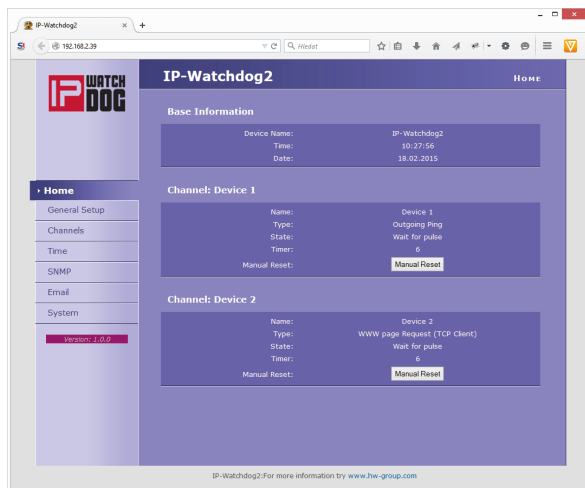 IP-Watchdog2
192.168.2.39
Hledat
IP WATCH DOG
IP-Watchdog2
HOME
Base Information
Device Name: IP-Watchdog2
Time: 10:27:56
Date: 18.02.2015
Home
General Setup
Channels
Time
SNMP
Email
System
Version: 1.0.0
Channel: Device 1
Name: Device 1
Type: Outgoing Ping
State: Wait for pulse
Timer: 6
Manual Reset: Manual Reset
Channel: Device 2
Name: Device 2
Type: WWW page Request (TCP Client)
State: Wait for pulse
Timer: 6
Manual Reset: Manual Reset
IP-Watchdog2:For more information try www.hw-group.com